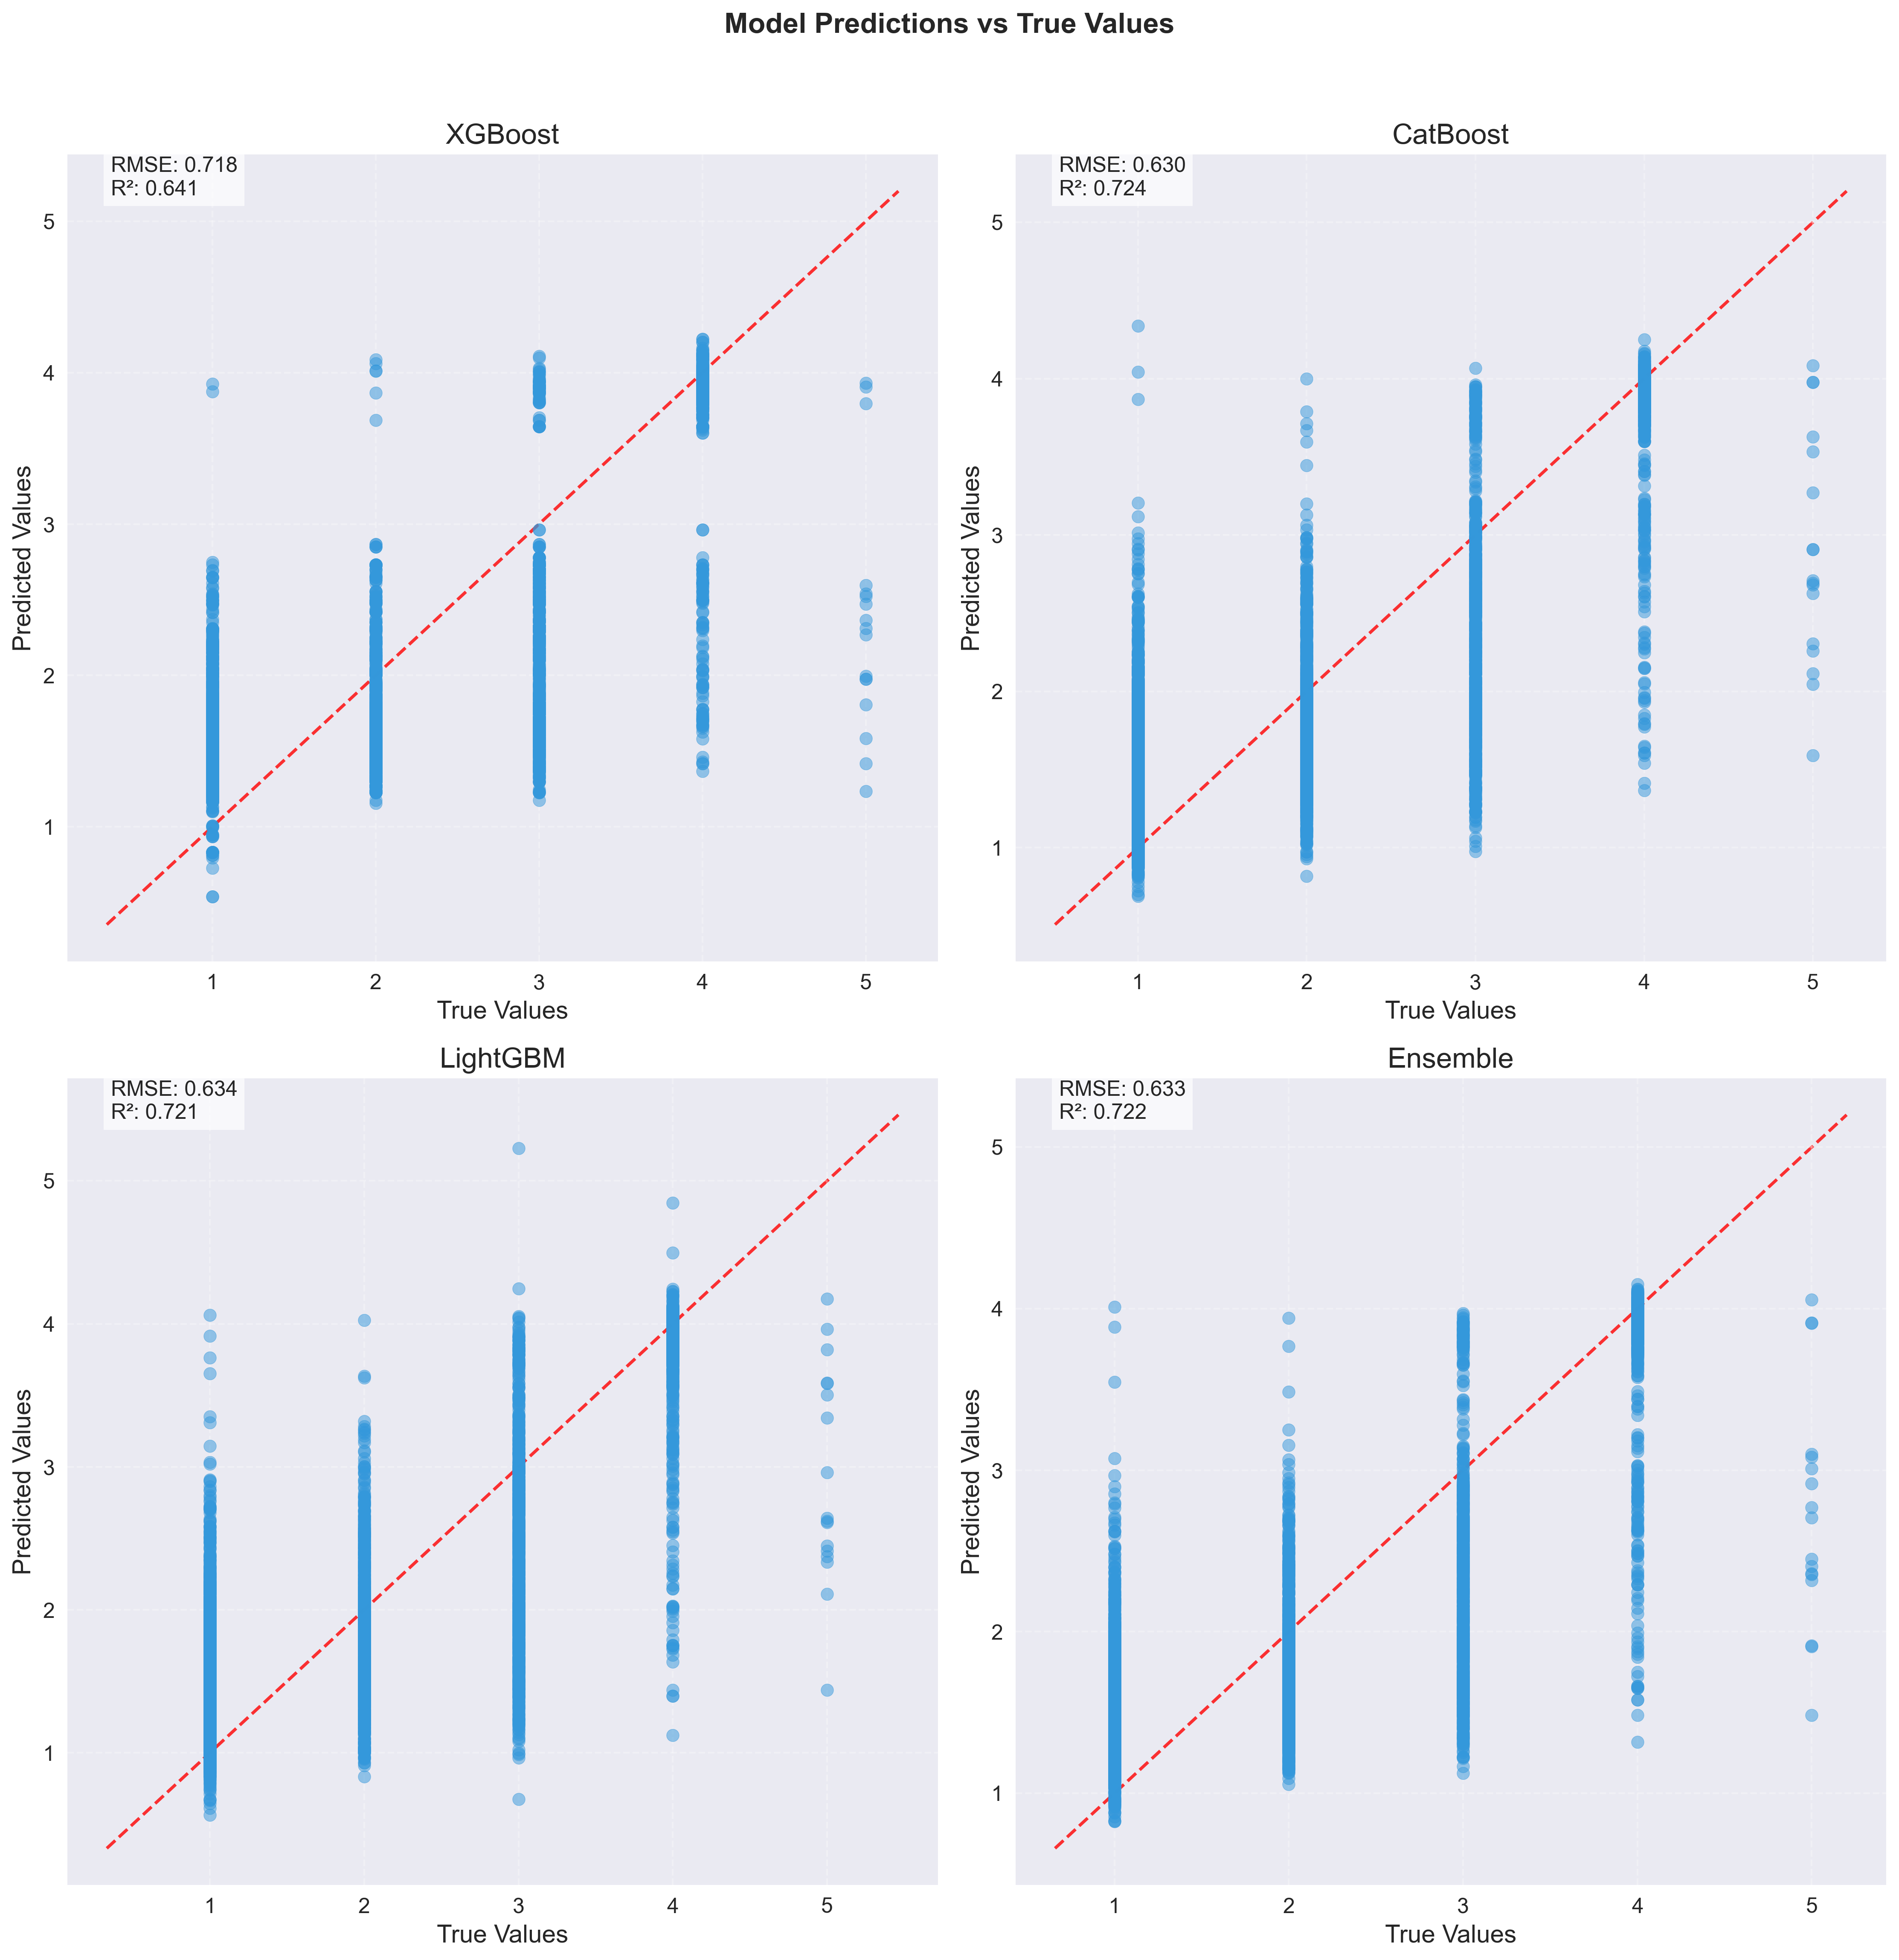 Model Predictions vs True Values
XGBoost
RMSE: 0.718
R²: 0.641
5
4
3
2
1
Predicted Values
1 2 3 4 5
True Values
CatBoost
RMSE: 0.630
R²: 0.724
5
4
3
2
1
Predicted Values
1 2 3 4 5
True Values
LightGBM
RMSE: 0.634
R²: 0.721
5
4
3
2
1
Predicted Values
1 2 3 4 5
True Values
Ensemble
RMSE: 0.633
R²: 0.722
5
4
3
2
1
Predicted Values
1 2 3 4 5
True Values